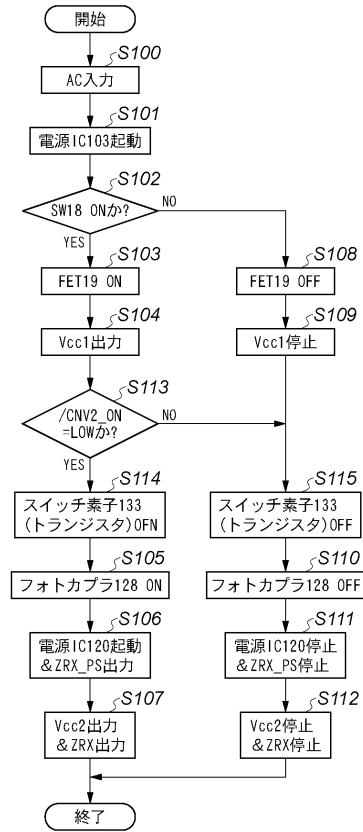 開始
S100
AC入力
S101
電源IC103起動
S102
SW18 ONか?
NO
YES
S103
FET19 ON
S108
FET19 OFF
S104
Vcc1出力
S109
Vcc1停止
S113
/CNV2_ON
=LOWか?
NO
YES
S114
スイッチ素子133
(トランジスタ)OFN
S115
スイッチ素子133
(トランジスタ)OFF
S105
フォトカプラ128 ON
S110
フォトカプラ128 OFF
S106
電源IC120起動
&ZRX_PS出力
S111
電源IC120停止
&ZRX_PS停止
S107
Vcc2出力
&ZRX出力
S112
Vcc2停止
&ZRX停止
終了